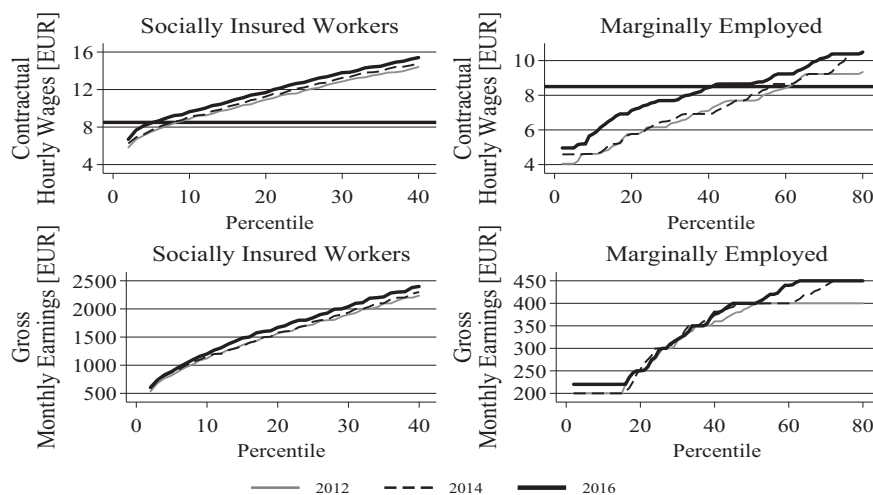 Socially Insured Workers
Contractual
Hourly Wages [EUR]
16
12
8
4
0 10 20 30 40
Percentile
Marginally Employed
Contractual
Hourly Wages [EUR]
10
8
6
4
0 20 40 60 80
Percentile
Socially Insured Workers
Gross
Monthly Earnings [EUR]
2500
2000
1500
1000
500
0 10 20 30 40
Percentile
Marginally Employed
Gross
Monthly Earnings [EUR]
450
400
350
300
250
200
0 20 40 60 80
Percentile
2012 2014 2016